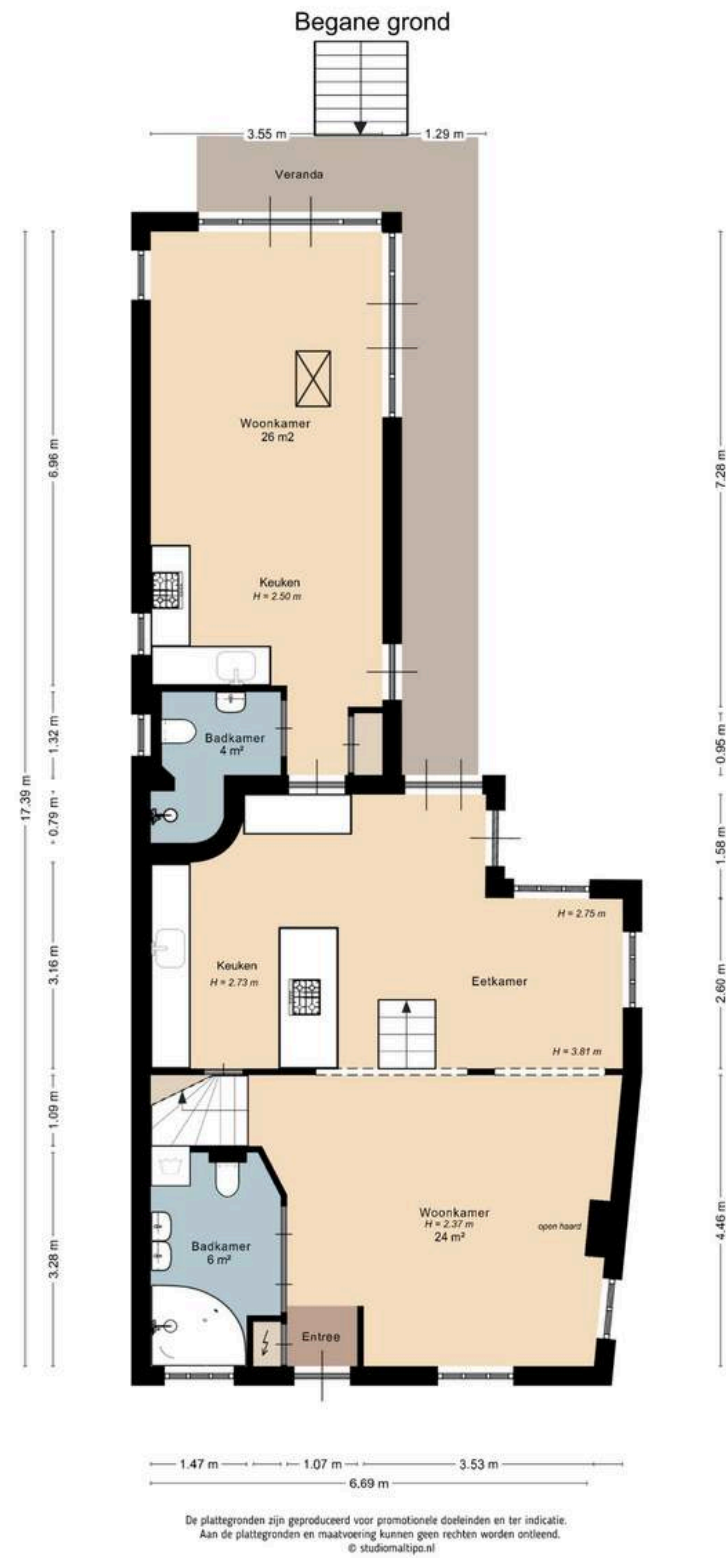 Begane grond
3.55 m
1.29 m
Veranda
Woonkamer
26 m2
Keuken
H = 2.50 m
6.96 m
7.28 m
Badkamer
4 m²
1.32 m
0.95 m
17.39 m
0.79 m
1.58 m
H = 2.75 m
3.16 m
Keuken
H = 2.73 m
Eetkamer
2.60 m
H = 3.81 m
1.09 m
Woonkamer
H = 2.37 m
24 m²
open haard
4.46 m
Badkamer
6 m²
3.28 m
Entree
1.47 m
1.07 m
3.53 m
6.69 m
De plattegronden zijn geproduceerd voor promotionele doeleinden en ter indicatie.
Aan de plattegronden en maatvoering kunnen geen rechten worden ontleend.
© studiomaltipo.nl